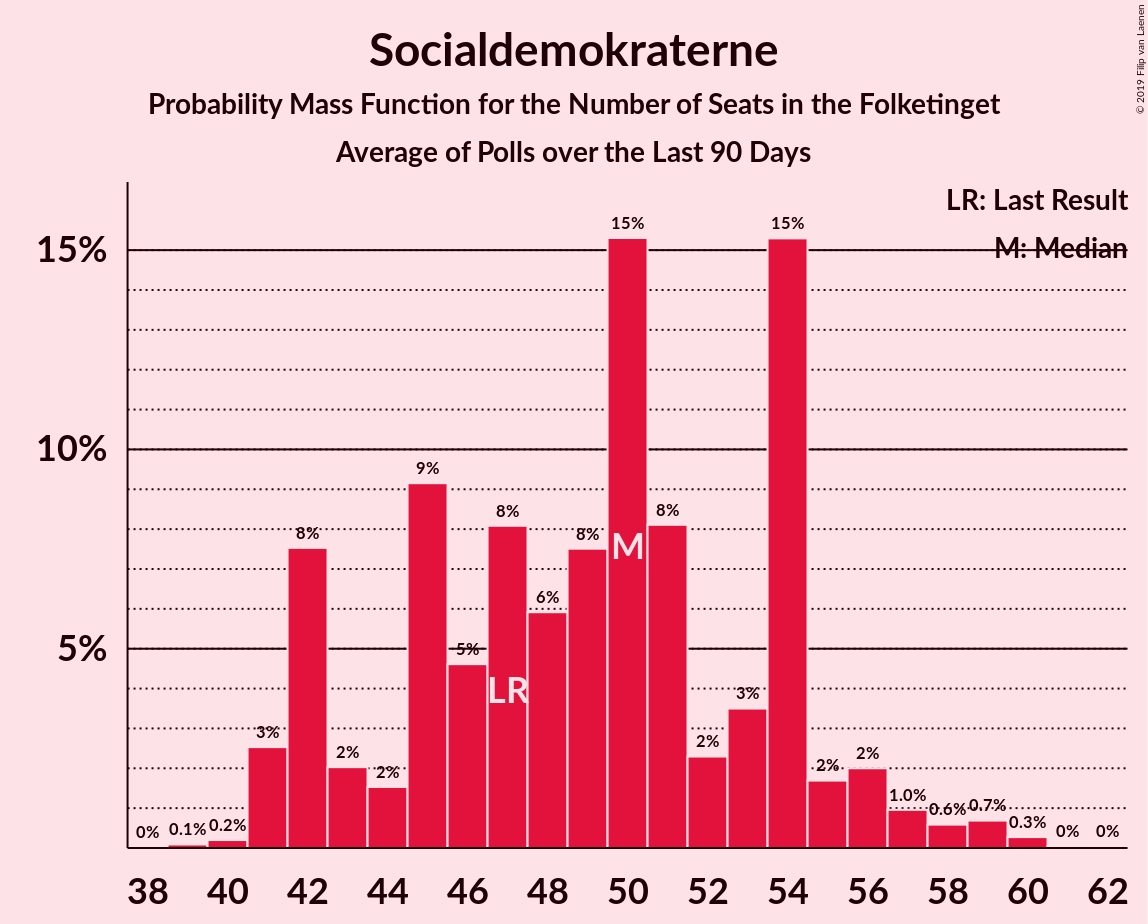 Socialdemokraterne
Probability Mass Function for the Number of Seats in the Folketinget
Average of Polls over the Last 90 Days
© 2019 Filip van Laenen
LR: Last Result
M: Median
15%
10%
5%
0% 0.1% 0.2% 3% 8% 2% 2% 9% 5% 8% 6% 8% 15% 8% 2% 3% 15% 2% 2% 1.0% 0.6% 0.7% 0.3% 0% 0%
M
LR
38 40 42 44 46 48 50 52 54 56 58 60 62